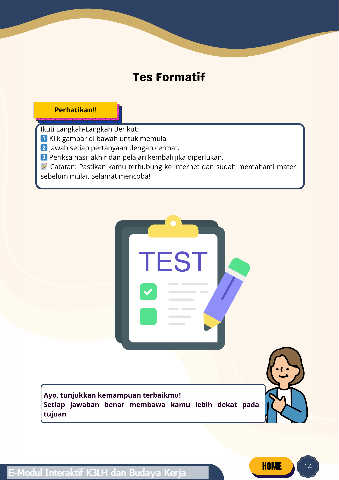 Tes Formatif
Perhatikan!!
Ikuti Langkah-Langkah Berikut:
1 Klik gambar di bawah untuk memulai.
2 Jawab setiap pertanyaan dengan cermat.
3 Periksa hasil akhir dan pelajari kembali jika diperlukan.
Catatan: Pastikan kamu terhubung ke internet dan sudah memahami materi
sebelum mulai. Selamat mencoba!
TEST
Ayo, tunjukkan kemampuan terbaikmu!
Setiap jawaban benar membawa kamu lebih dekat pada
tujuan
E-Modul Interaktif K3LH dan Budaya Kerja
HOME